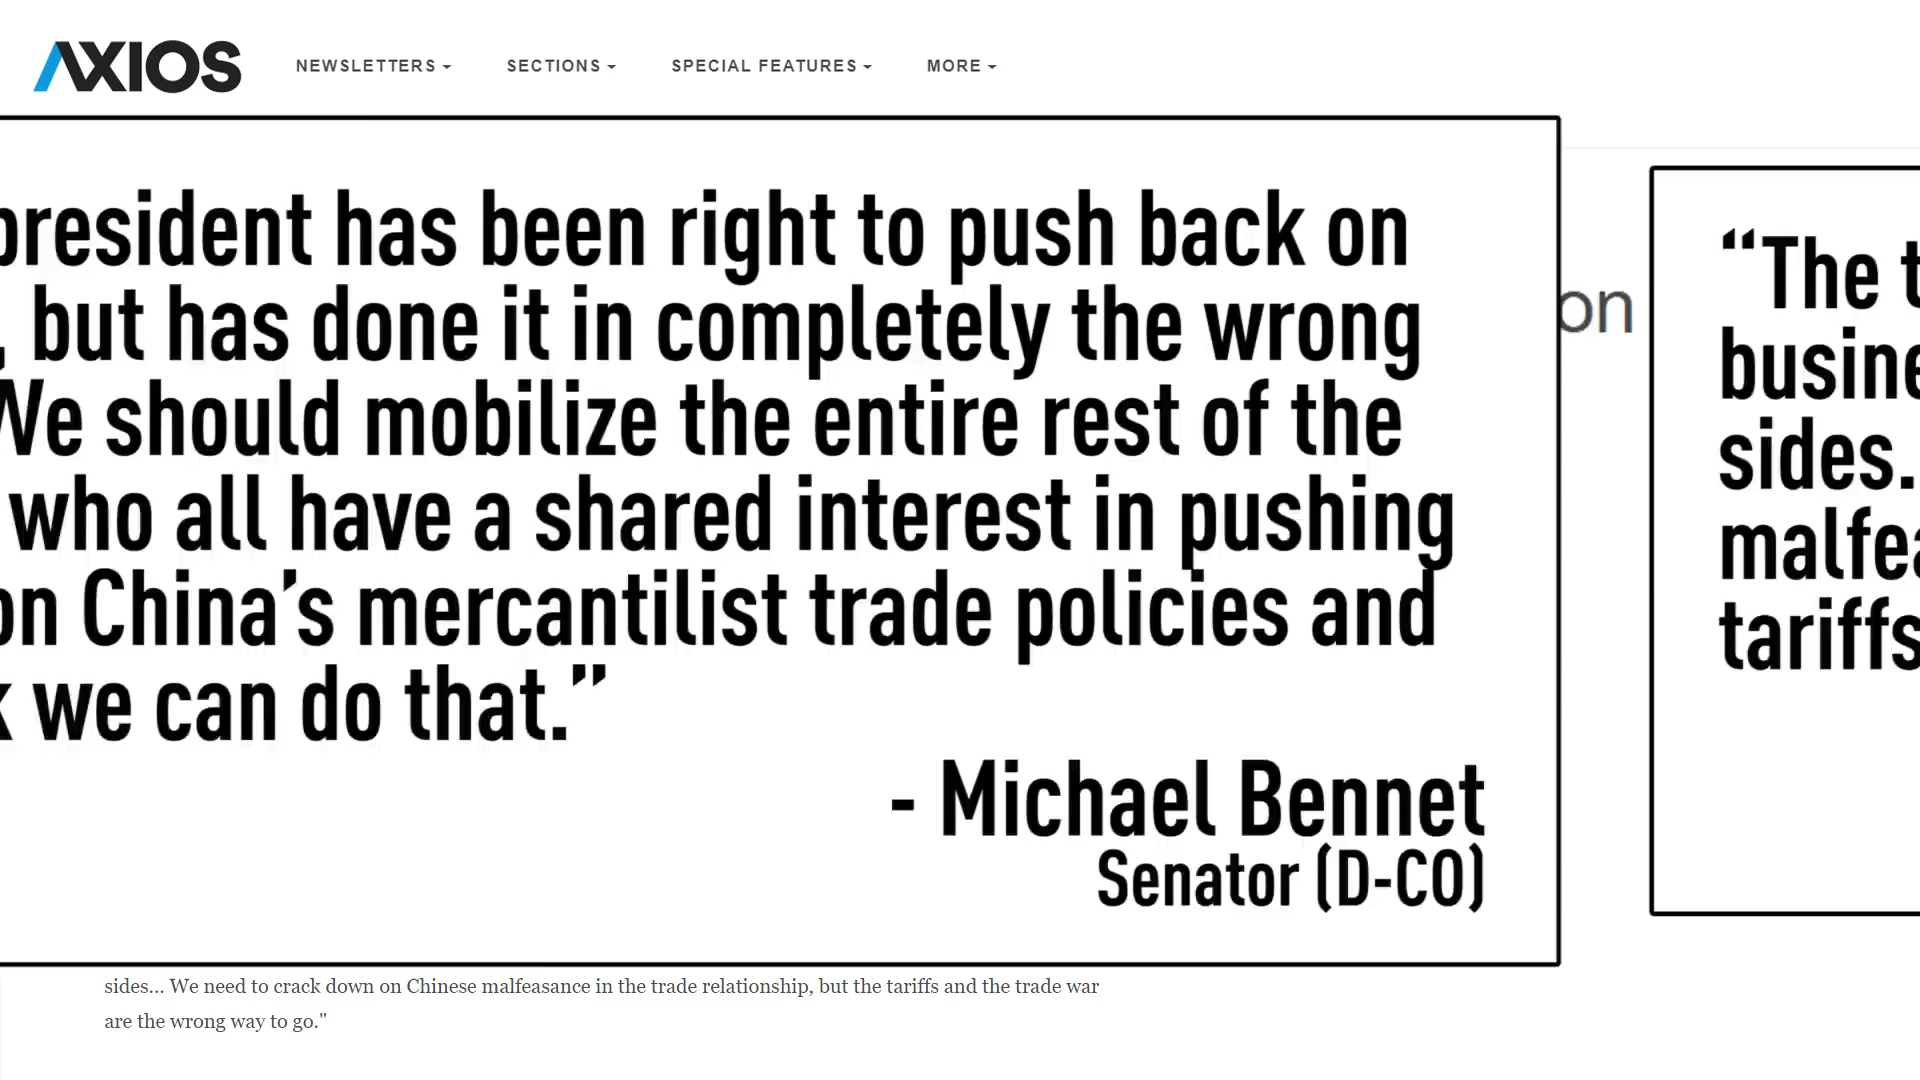 AXIOS
NEWSLETTERS
SECTIONS
SPECIAL FEATURES
MORE
president has been right to push back on
, but has done it in completely the wrong
We should mobilize the entire rest of the
who all have a shared interest in pushing
on China’s mercantilist trade policies and
we can do that.”
- Michael Bennet
Senator (D-CO)
on
“The
sides.
tariffs
sides... We need to crack down on Chinese malfeasance in the trade relationship, but the tariffs and the trade war
are the wrong way to go."